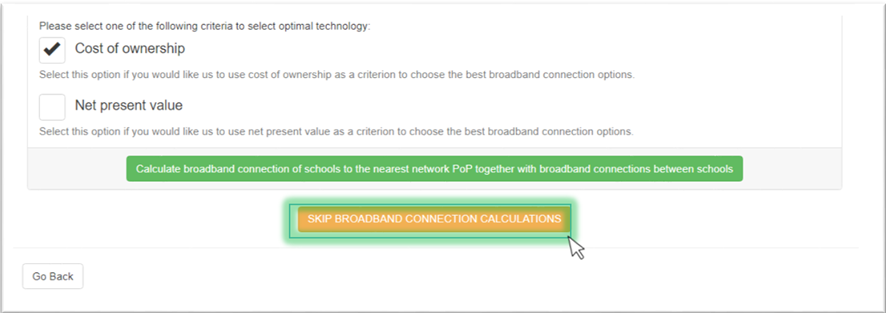 Please select one of the following criteria to select optimal technology:
Cost of ownership
Select this option if you would like us to use cost of ownership as a criterion to choose the best broadband connection options.
Net present value
Select this option if you would like us to use net present value as a criterion to choose the best broadband connection options.
Calculate broadband connection of schools to the nearest network PoP together with broadband connections between schools
SKIP BROADBAND CONNECTION CALCULATIONS
Go Back